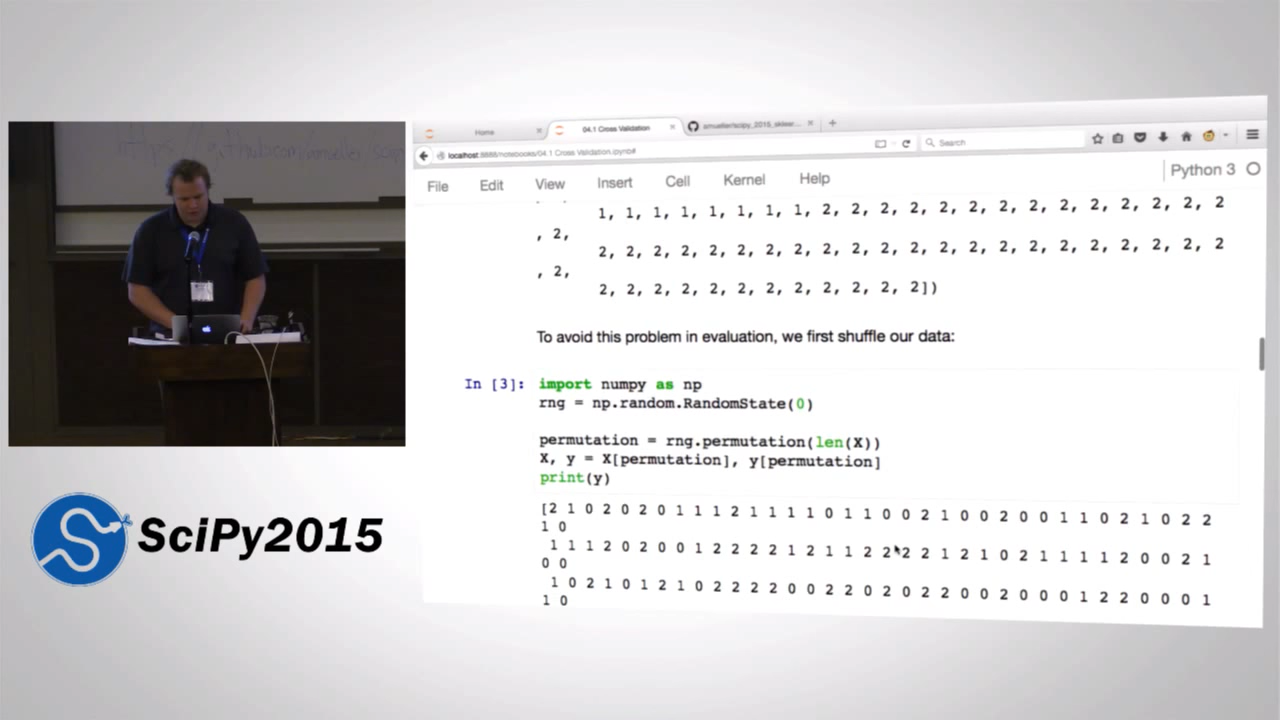 https://github.com/amueller/scip
Home
04.1 Cross Validation
amueller/scipy_2015_sklear...
localhost:8888/notebooks/04.1 Cross Validation.ipynb#
Search
File Edit View Insert Cell Kernel Help
Python 3
1, 1, 1, 1, 1, 1, 1, 1, 2, 2, 2, 2, 2, 2, 2, 2, 2, 2, 2, 2, 2, 2
, 2,
2, 2, 2, 2, 2, 2, 2, 2, 2, 2, 2, 2, 2, 2, 2, 2, 2, 2, 2, 2, 2, 2
, 2,
2, 2, 2, 2, 2, 2, 2, 2, 2, 2, 2, 2])
To avoid this problem in evaluation, we first shuffle our data:
In [3]: import numpy as np
rng = np.random.RandomState(0)
permutation = rng.permutation(len(X))
X, y = X[permutation], y[permutation]
print(y)
[2 1 0 2 0 2 0 1 1 1 2 1 1 1 1 0 1 1 0 0 2 1 0 0 2 0 0 1 1 0 2 1 0 2 2
1 0
1 1 1 2 0 2 0 0 1 2 2 2 2 1 2 1 1 2 2 2 2 1 2 1 0 2 1 1 1 1 2 0 0 2 1
0 0
1 0 2 1 0 1 2 1 0 2 2 2 2 0 0 2 2 0 2 0 2 2 0 0 2 0 0 0 1 2 2 0 0 0 1
1 0
SciPy2015